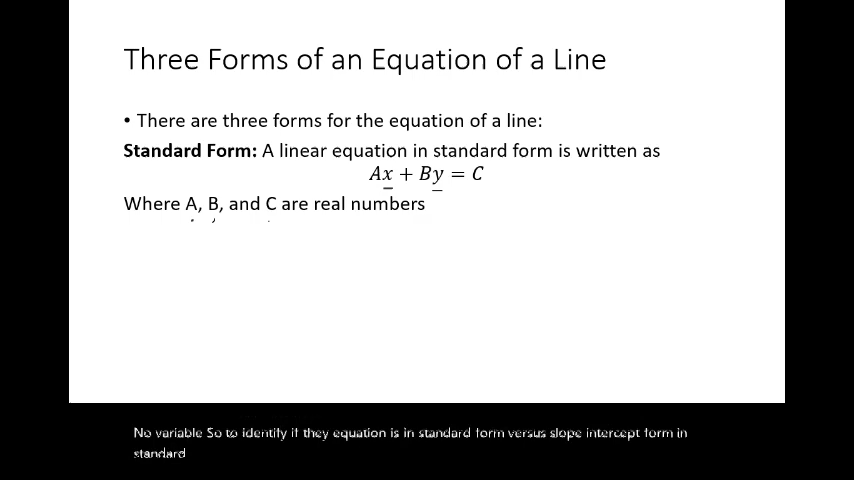 Three Forms of an Equation of a Line
• There are three forms for the equation of a line:
Standard Form: A linear equation in standard form is written as
Ax + By = C
Where A, B, and C are real numbers
No variable So to identify if they equation is in standard form versus slope intercept form in
standard